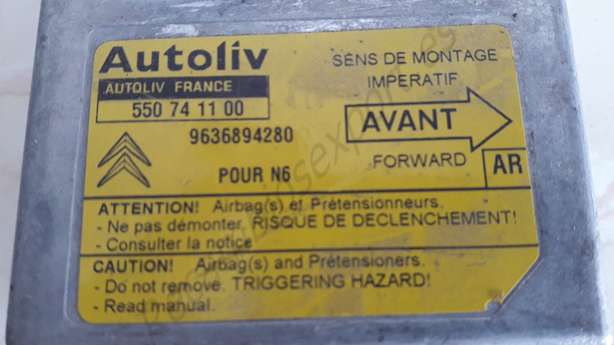 Autoliv
AUTOLIV FRANCE
550 74 11 00
9636894280
POUR N6
SENS DE MONTAGE
IMPERATIF
AVANT
FORWARD
AR
ATTENTION! Airbag(s) et Prétensionneurs.
- Ne pas démonter. RISQUE DE DECLENCHEMENT!
- Consulter la notice
CAUTION! Airbag(s) and Prétensioners.
- Do not remove. TRIGGERING HAZARD!
- Read manual.